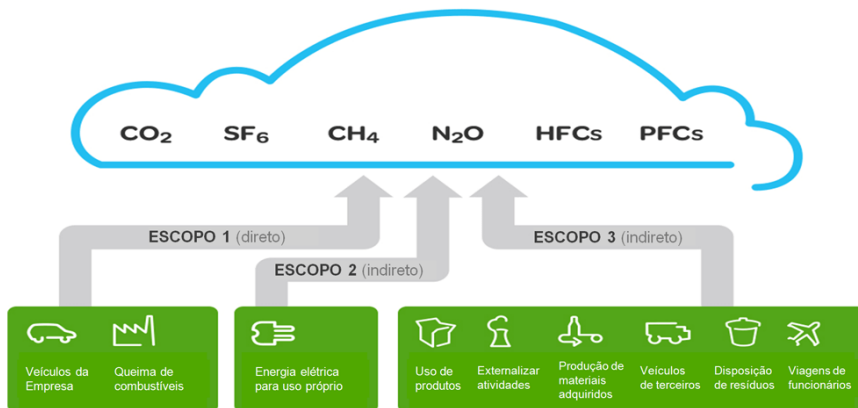 CO₂ SF₆ CH₄ N₂O HFCs PFCs
ESCOPO 1 (direto)
ESCOPO 3 (indireto)
ESCOPO 2 (indireto)
Veículos da
Empresa
Queima de
combustíveis
Energia elétrica
para uso próprio
Uso de
produtos
Externalizar
atividades
Produção de
materiais
adquiridos
Veículos
de terceiros
Disposição
de resíduos
Viagens de
funcionários